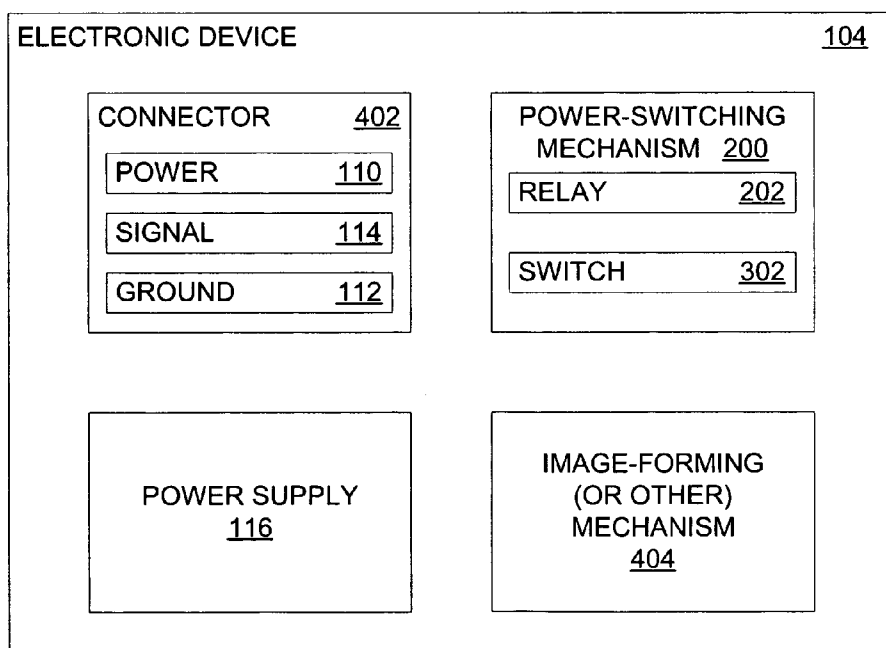 ELECTRONIC DEVICE 104
CONNECTOR 402
POWER 110
SIGNAL 114
GROUND 112
POWER-SWITCHING
MECHANISM 200
RELAY 202
SWITCH 302
POWER SUPPLY
116
IMAGE-FORMING
(OR OTHER)
MECHANISM
404